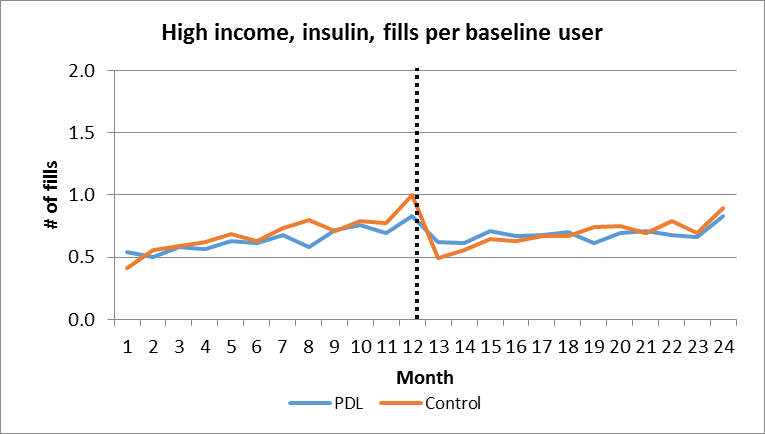 High income, insulin, fills per baseline user
2.0
1.5
1.0
0.5
0.0
# of fills
1 2 3 4 5 6 7 8 9 10 11 12 13 14 15 16 17 18 19 20 21 22 23 24
Month
PDL Control